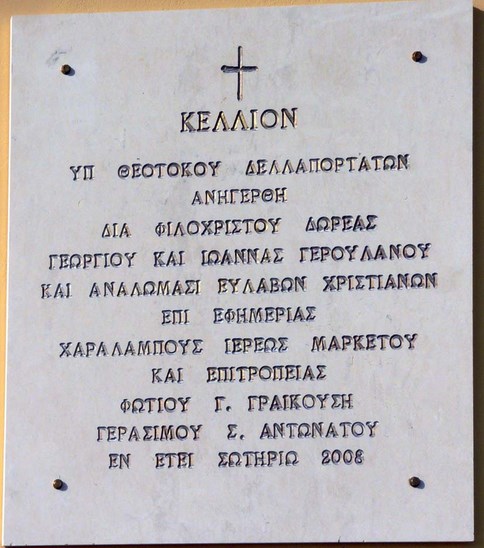 ΚΕΛΛΙΟΝ
ΥΠ ΘΕΟΤΟΚΟΥ ΔΕΛΛΑΠΟΡΤΑΤΩΝ
ΑΝΗΓΕΡΘΗ
ΔΙΑ ΦΙΛΟΧΡΙΣΤΟΥ ΔΩΡΕΑΣ
ΓΕΩΡΓΙΟΥ ΚΑΙ ΙΩΑΝΝΑΣ ΓΕΡΟΥΛΑΝΟΥ
ΚΑΙ ΑΝΑΛΩΜΑΣΙ ΕΥΛΑΒΩΝ ΧΡΙΣΤΙΑΝΩΝ
ΕΠΙ ΕΦΗΜΕΡΙΑΣ
ΧΑΡΑΛΑΜΠΟΥΣ ΙΕΡΕΩΣ ΜΑΡΚΕΤΟΥ
ΚΑΙ ΕΠΙΤΡΟΠΕΙΑΣ
ΦΩΤΙΟΥ Γ. ΓΡΑΙΚΟΥΣΗ
ΓΕΡΑΣΙΜΟΥ Σ. ΑΝΤΩΝΑΤΟΥ
ΕΝ ΕΤΕΙ ΣΩΤΗΡΙΩ 2008